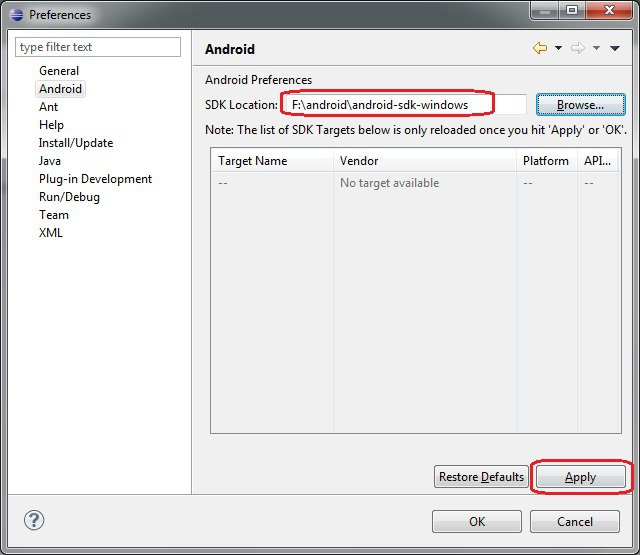 Preferences
type filter text
General
Android
Ant
Help
Install/Update
Java
Plug-in Development
Run/Debug
Team
XML
Android
Android Preferences
SDK Location: F:\android\android-sdk-windows Browse...
Note: The list of SDK Targets below is only reloaded once you hit 'Apply' or 'OK'.
Target Name Vendor Platform API...
-- No target available -- --
Restore Defaults Apply
? OK Cancel